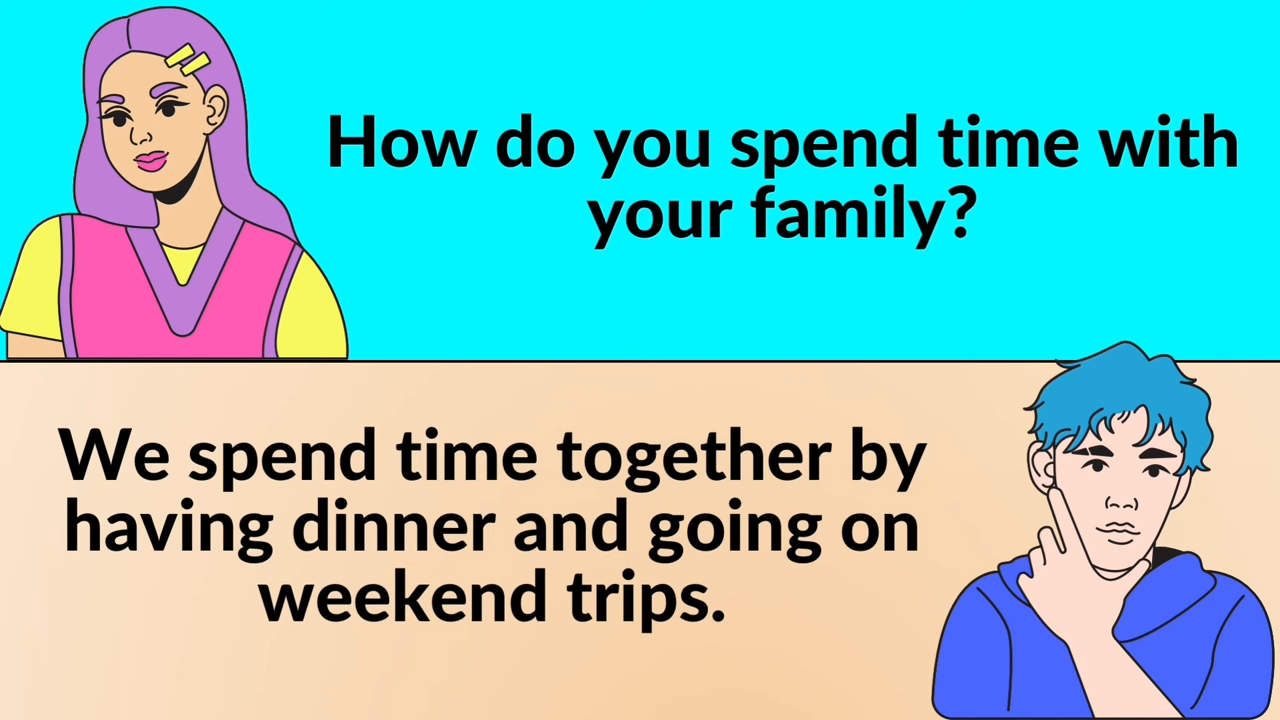 How do you spend time with
your family?
We spend time together by
having dinner and going on
weekend trips.